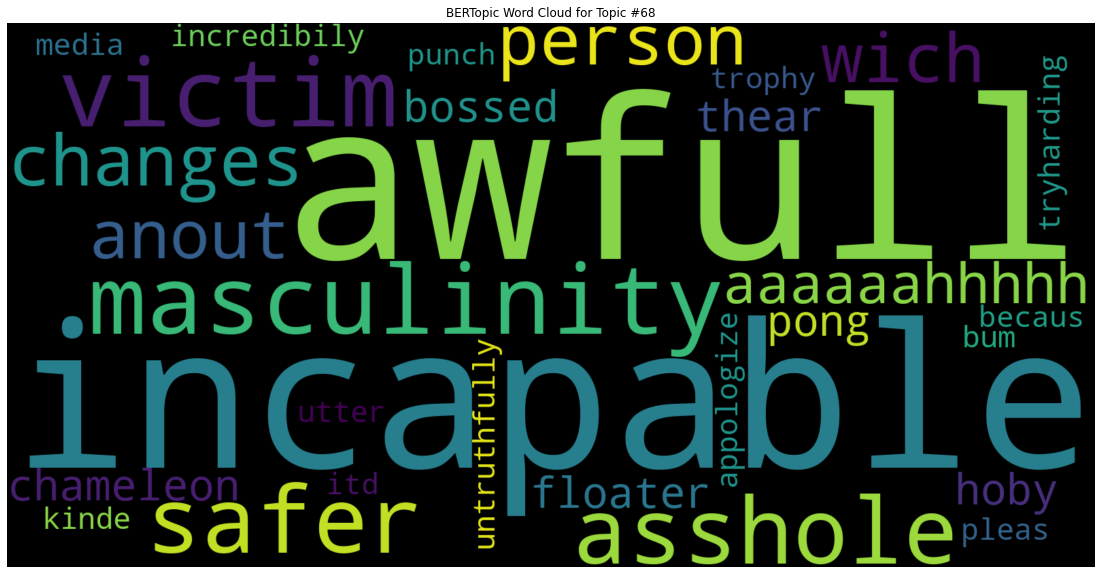 BERTopic Word Cloud for Topic #68
media
incredibily
punch
person
wich
victim
bossed
trophy
thear
tryharding
changes
awfull
anout
masculinity
aaaaaahhhhh
pong
becaus
bum
incapable
utter
untruthfully
appologize
chameleon
itd
floater
hoby
kinde
safer
asshole
pleas